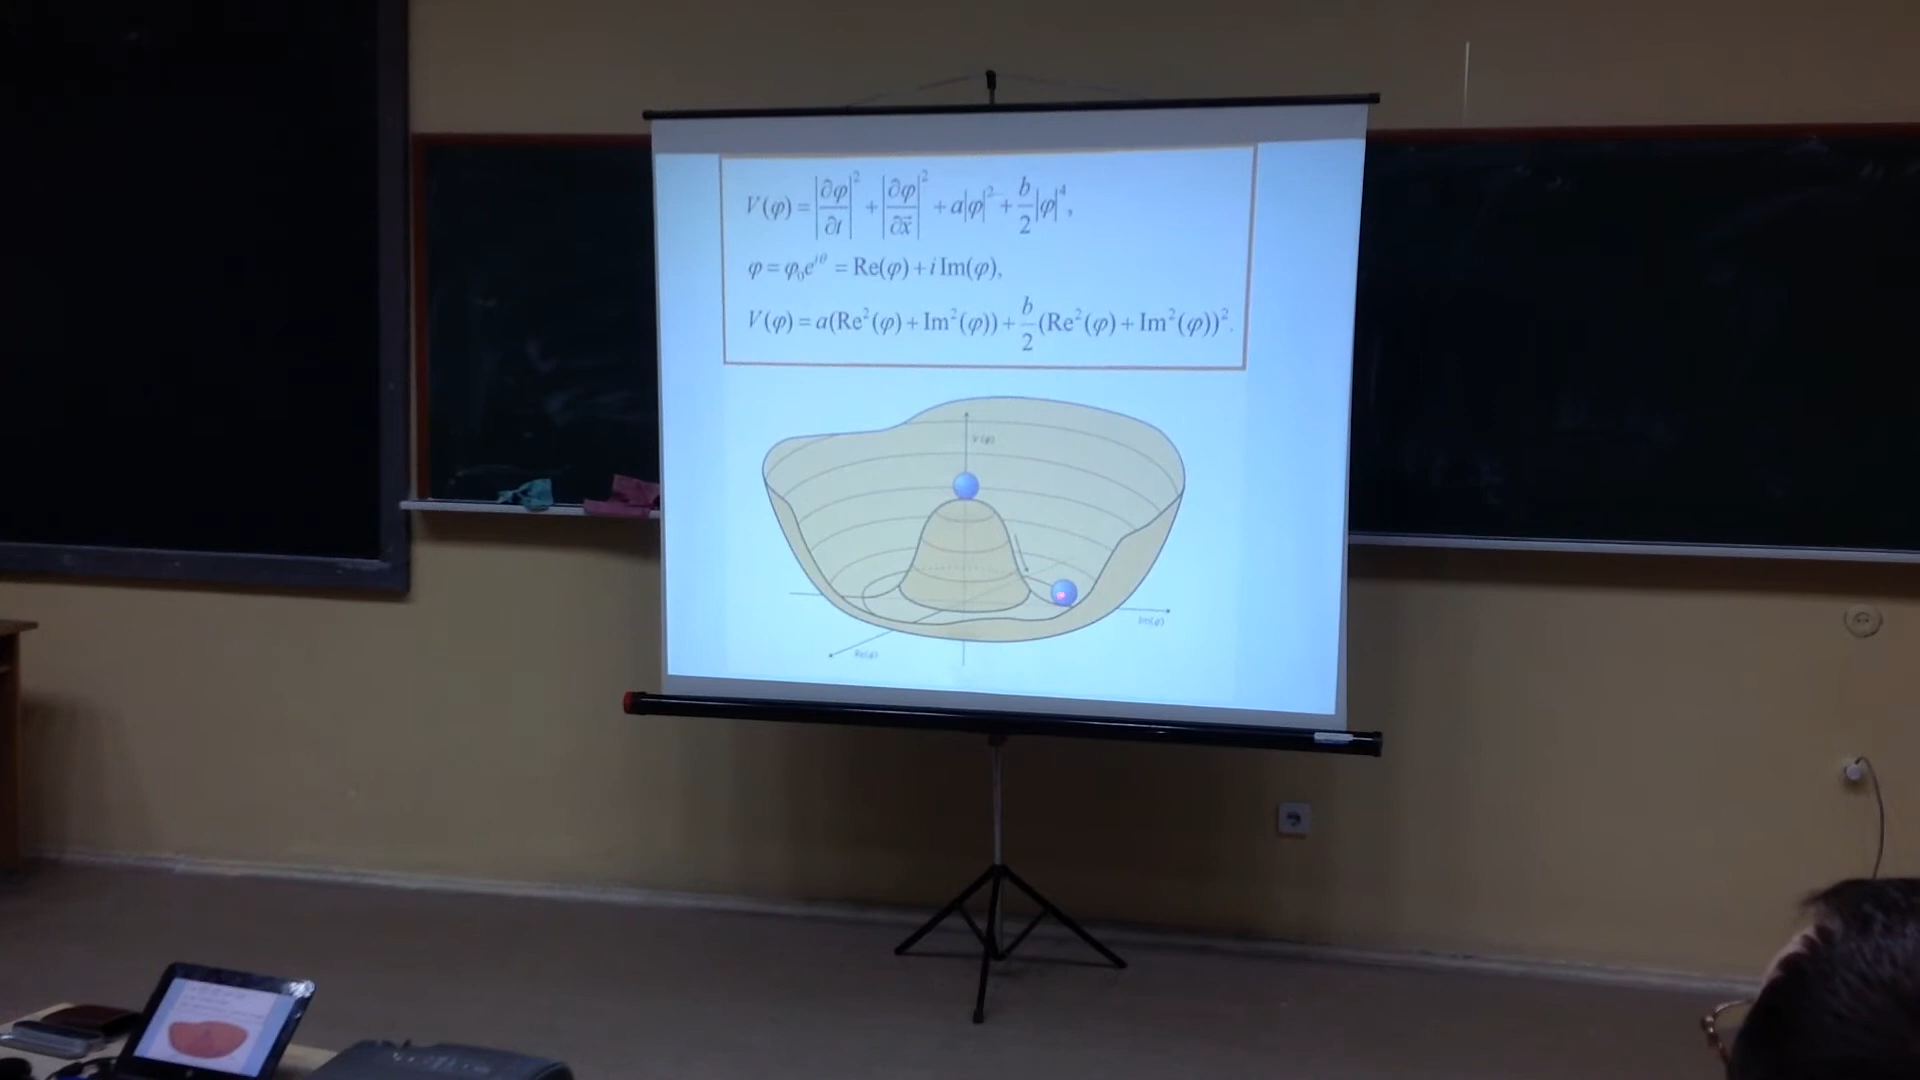 V(φ) = |∂φ/∂t|² + |∂φ/∂x⃗|² + a|φ|² + b/2|φ|⁴,
φ = φ₀e^{iθ} = Re(φ) + i Im(φ),
V(φ) = a(Re²(φ) + Im²(φ)) + b/2(Re²(φ) + Im²(φ))².
V(φ)
Im(φ)
Re(φ)